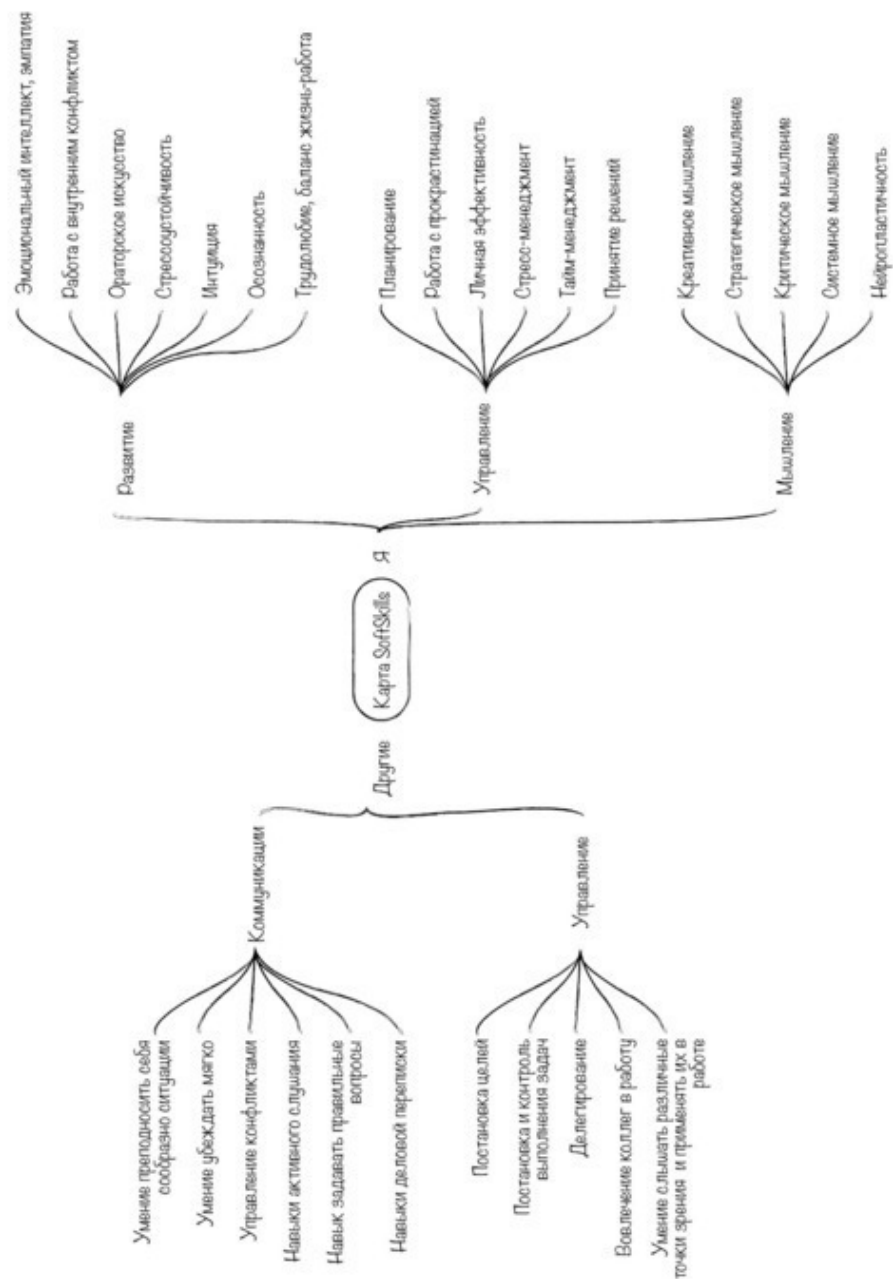 Карта SoftSkills
Другие
Коммуникации
Умение преподносить себя
сообразно ситуации
Умение убеждать мягко
Управление конфликтами
Навыки активного слушания
Навык задавать правильные
вопросы
Навыки деловой переписки
Управление
Постановка целей
Постановка и контроль
выполнения задач
Делегирование
Вовлечение коллег в работу
Умение слышать различные
точки зрения и применять их в
работе
Я
Развитие
Эмоциональный интеллект, эмпатия
Работа с внутренним конфликтом
Ораторское искусство
Стрессоустойчивость
Интуиция
Осознанность
Трудолюбие, баланс жизнь-работа
Управление
Планирование
Работа с прокрастинацией
Личная эффективность
Стресс-менеджмент
Тайм-менеджмент
Принятие решений
Мышление
Креативное мышление
Стратегическое мышление
Критическое мышление
Системное мышление
Нейропластичность